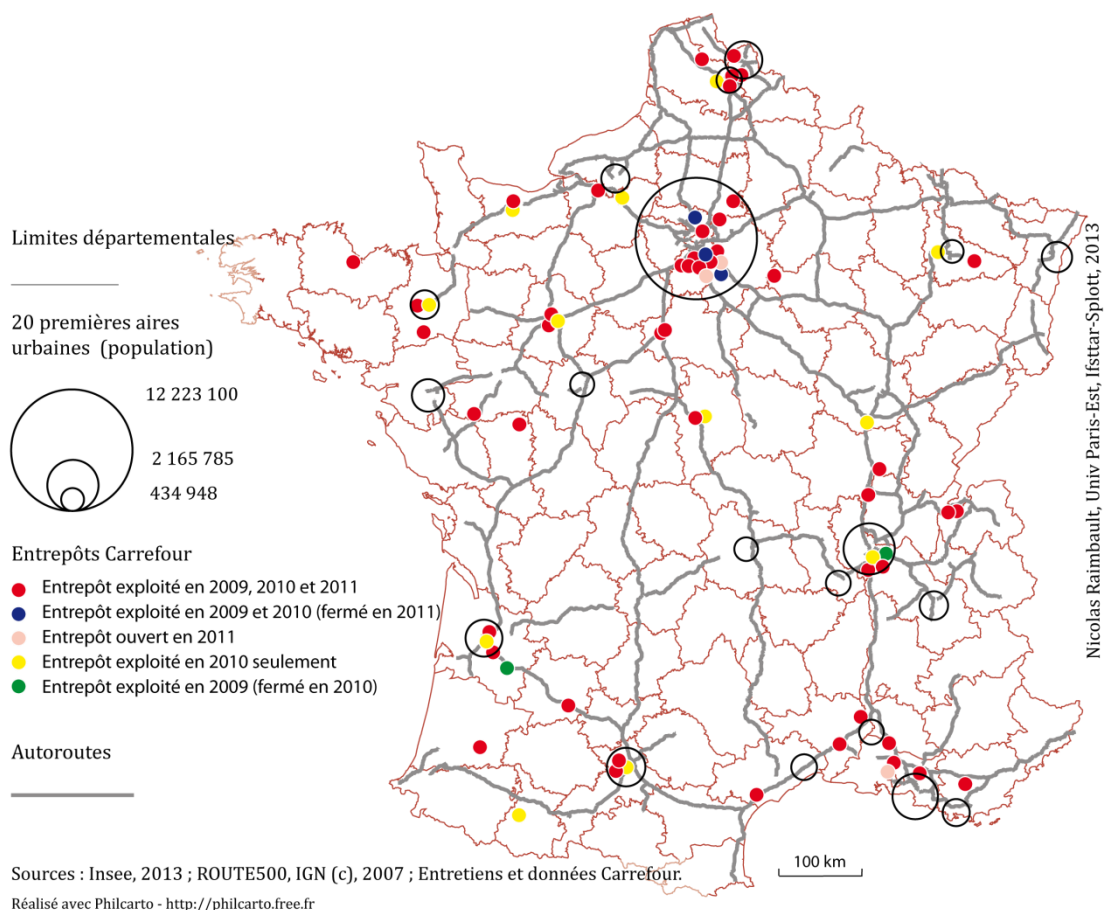 Limites départementales
20 premières aires
urbaines (population)
12 223 100
2 165 785
434 948
Entrepôts Carrefour
Entrepôt exploité en 2009, 2010 et 2011
Entrepôt exploité en 2009 et 2010 (fermé en 2011)
Entrepôt ouvert en 2011
Entrepôt exploité en 2010 seulement
Entrepôt exploité en 2009 (fermé en 2010)
Autoroutes
100 km
Sources : Insee, 2013 ; ROUTE500, IGN (c), 2007 ; Entretiens et données Carrefour.
Réalisé avec Philcarto - http://philcarto.free.fr
Nicolas Raimbault, Univ Paris-Est, Ifsttar-Splott, 2013